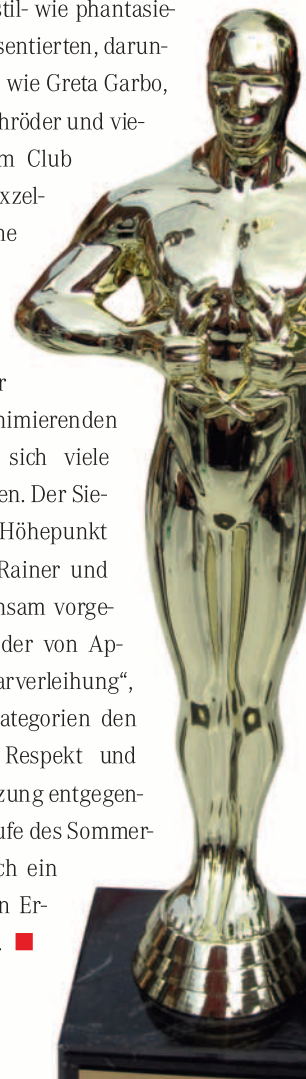 stil- wie phantasie-
sentierten, darun-
wie Greta Garbo,
hröder und vie-
m Club
xzel-
ne
r
nimierenden
sich viele
en. Der Sie-
Höhepunkt
Rainer und
nsam vorge-
der von Ap-
arverleihung“,
ategorien den
Respekt und
zung entgegen-
ufe des Sommer-
ch ein
n Er-
.